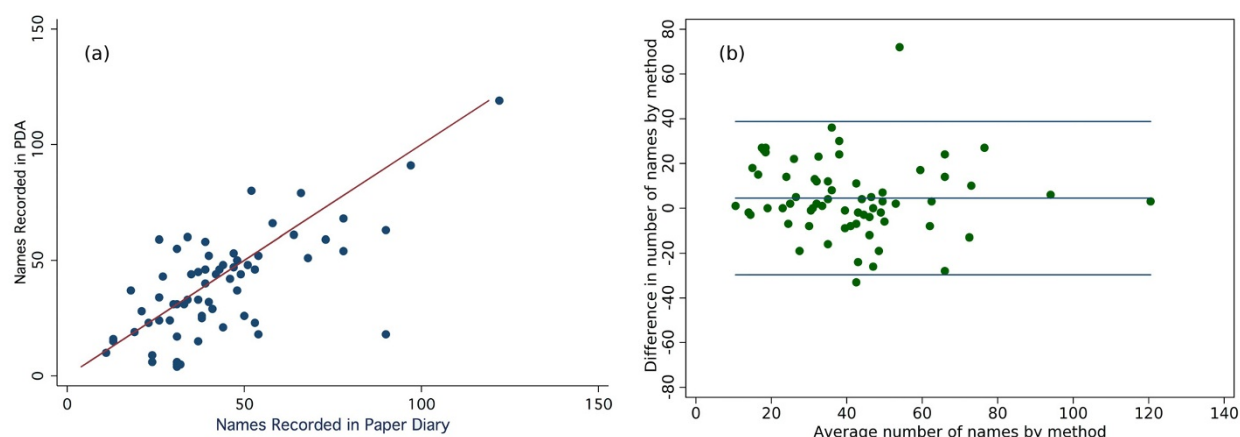 (a)
Names Recorded in PDA
150
100
50
0
0 50 100 150
Names Recorded in Paper Diary
(b)
Difference in number of names by method
80
60
40
20
0
-20
-40
-60
-80
0 20 40 60 80 100 120 140
Average number of names by method